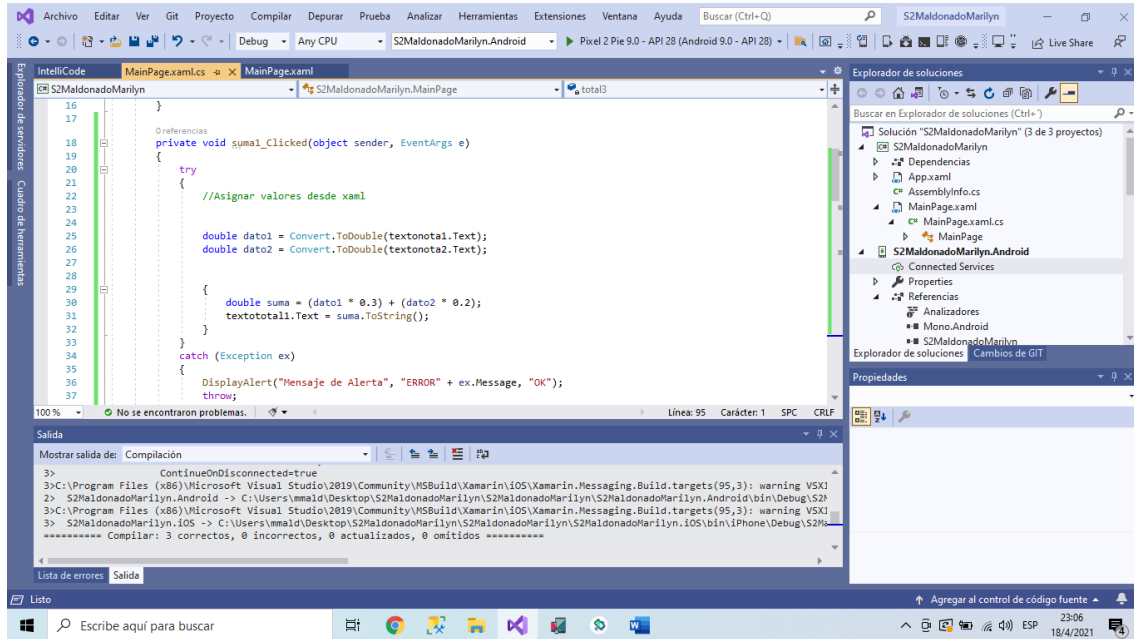 Archivo Editar Ver Git Proyecto Compilar Depurar Prueba Analizar Herramientas Extensiones Ventana Ayuda Buscar (Ctrl+Q) S2MaldonadoMarilyn
Debug Any CPU S2MaldonadoMarilyn.Android Pixel 2 Pie 9.0 - API 28 (Android 9.0 - API 28) Live Share
Explorador de servidores
Cuadro de herramientas
IntelliCode MainPage.xaml.cs MainPage.xaml
S2MaldonadoMarilyn S2MaldonadoMarilyn.MainPage total3
16 }
17
0 referencias
18 private void suma1_Clicked(object sender, EventArgs e)
19 {
20 try
21 {
22 //Asignar valores desde xaml
23
24
25 double dato1 = Convert.ToDouble(textonota1.Text);
26 double dato2 = Convert.ToDouble(textonota2.Text);
27
28
29 {
30 double suma = (dato1 * 0.3) + (dato2 * 0.2);
31 textototal1.Text = suma.ToString();
32 }
33 }
34 catch (Exception ex)
35 {
36 DisplayAlert("Mensaje de Alerta", "ERROR" + ex.Message, "OK");
37 throw;
100 % No se encontraron problemas. Línea: 95 Carácter: 1 SPC CRLF
Salida
Mostrar salida de: Compilación
3> ContinueOnDisconnected=true
3>C:\Program Files (x86)\Microsoft Visual Studio\2019\Community\MSBuild\Xamarin\iOS\Xamarin.Messaging.Build.targets(95,3): warning VSX1
2> S2MaldonadoMarilyn.Android -> C:\Users\mmald\Desktop\S2MaldonadoMarilyn\S2MaldonadoMarilyn\S2MaldonadoMarilyn.Android\bin\Debug\S2M
3>C:\Program Files (x86)\Microsoft Visual Studio\2019\Community\MSBuild\Xamarin\iOS\Xamarin.Messaging.Build.targets(95,3): warning VSX1
3> S2MaldonadoMarilyn.iOS -> C:\Users\mmald\Desktop\S2MaldonadoMarilyn\S2MaldonadoMarilyn\S2MaldonadoMarilyn.iOS\bin\iPhone\Debug\S2Ma
========== Compilar: 3 correctos, 0 incorrectos, 0 actualizados, 0 omitidos ==========
Lista de errores Salida
Explorador de soluciones
Buscar en Explorador de soluciones (Ctrl+¨)
Solución "S2MaldonadoMarilyn" (3 de 3 proyectos)
S2MaldonadoMarilyn
Dependencias
App.xaml
AssemblyInfo.cs
MainPage.xaml
MainPage.xaml.cs
MainPage
S2MaldonadoMarilyn.Android
Connected Services
Properties
Referencias
Analizadores
Mono.Android
S2MaldonadoMarilyn
Explorador de soluciones Cambios de GIT
Propiedades
Listo Agregar al control de código fuente
Escribe aquí para buscar ESP 23:06
18/4/2021 4